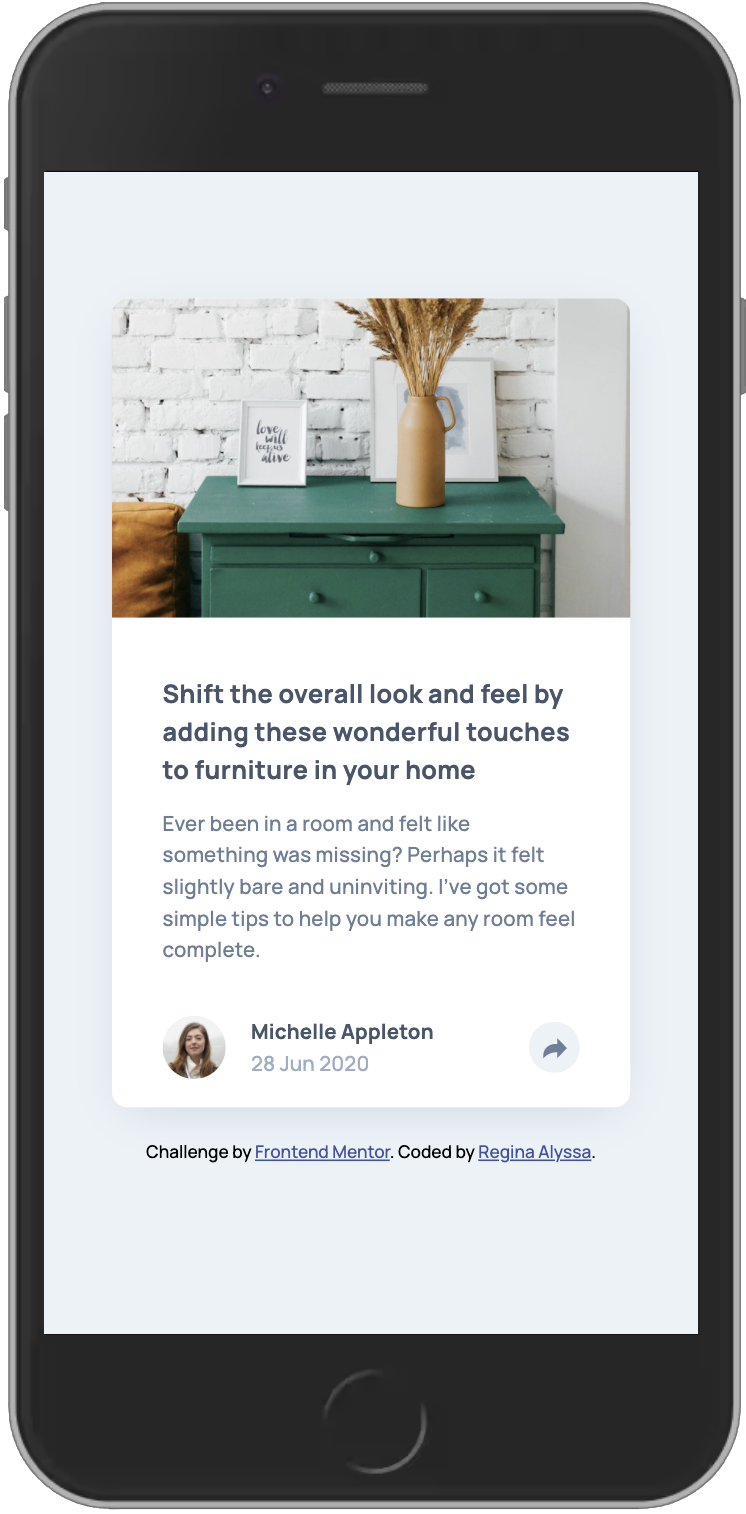 love
will
keep us
alive
Shift the overall look and feel by
adding these wonderful touches
to furniture in your home
Ever been in a room and felt like
something was missing? Perhaps it felt
slightly bare and uninviting. I’ve got some
simple tips to help you make any room feel
complete.
Michelle Appleton
28 Jun 2020
Challenge by Frontend Mentor. Coded by Regina Alyssa.